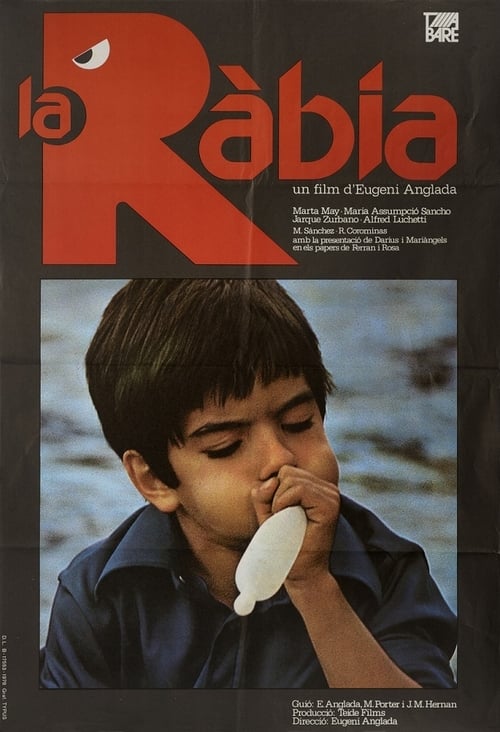 TMA
BARE
la Ràbia
un film d'Eugeni Anglada
Marta May · Maria Assumpció Sancho
Jarque Zurbano · Alfred Luchetti
M. Sánchez · R. Corominas
amb la presentació de Darius i Mariàngels
en els papers de Ferran i Rosa
Guió: E. Anglada, M. Porter i J.M. Hernan
Producció: Teide Films
Direcció: Eugeni Anglada